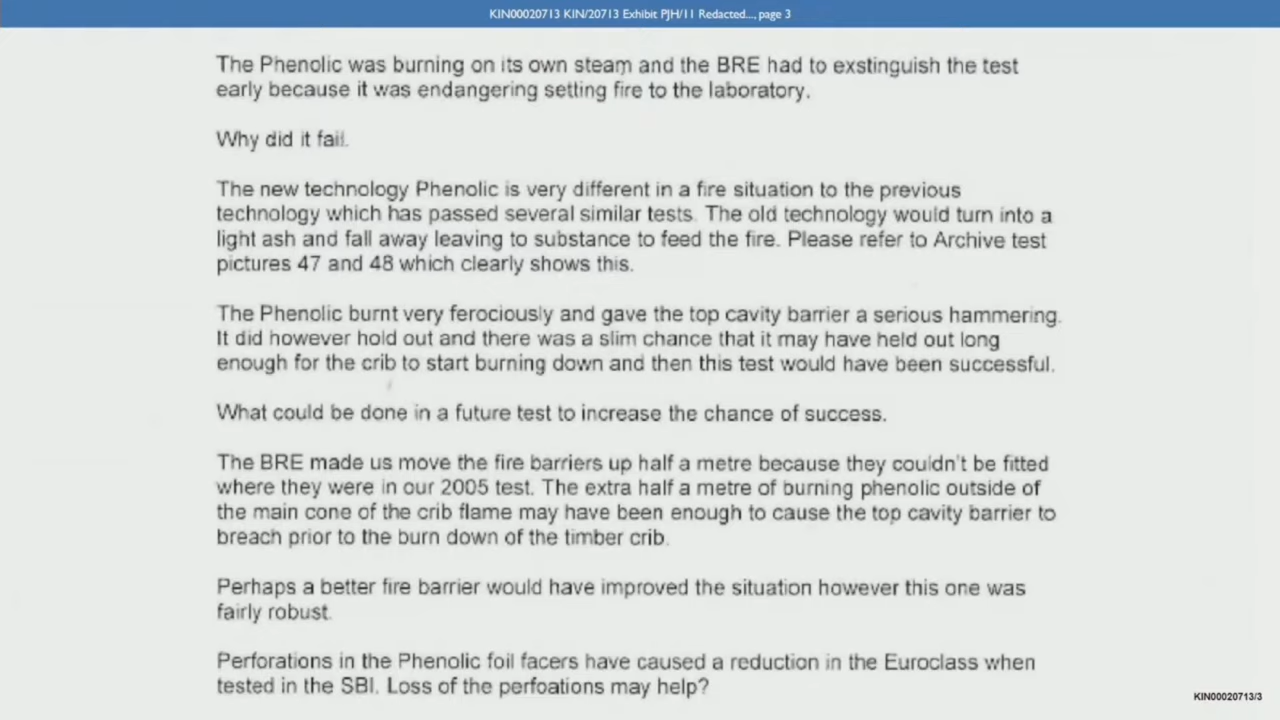 KIN00020713 KIN/20713 Exhibit PJH/11 Redacted..., page 3
The Phenolic was burning on its own steam and the BRE had to exstinguish the test
early because it was endangering setting fire to the laboratory.
Why did it fail.
The new technology Phenolic is very different in a fire situation to the previous
technology which has passed several similar tests. The old technology would turn into a
light ash and fall away leaving to substance to feed the fire. Please refer to Archive test
pictures 47 and 48 which clearly shows this.
The Phenolic burnt very ferociously and gave the top cavity barrier a serious hammering.
It did however hold out and there was a slim chance that it may have held out long
enough for the crib to start burning down and then this test would have been successful.
What could be done in a future test to increase the chance of success.
The BRE made us move the fire barriers up half a metre because they couldn't be fitted
where they were in our 2005 test. The extra half a metre of burning phenolic outside of
the main cone of the crib flame may have been enough to cause the top cavity barrier to
breach prior to the burn down of the timber crib.
Perhaps a better fire barrier would have improved the situation however this one was
fairly robust.
Perforations in the Phenolic foil facers have caused a reduction in the Euroclass when
tested in the SBI. Loss of the perfoations may help?
KIN00020713/3